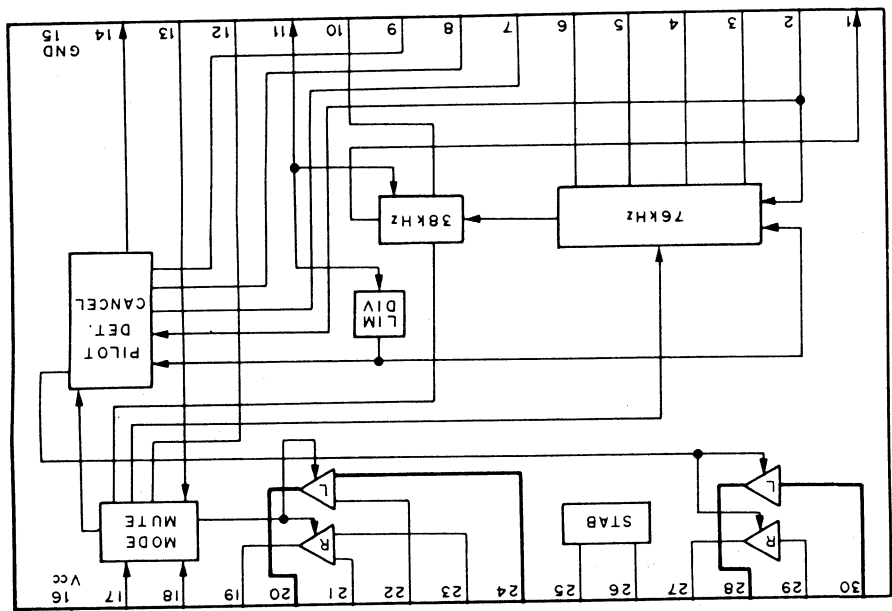 30 29 28 27 26 25 24 23 22 21 20 19 18 17 16
Vcc
R
L
STAB
R
L
MODE
MUTE
PILOT
DET.
CANCEL
LIM
DIV
76kHz
38kHz
GND
1 2 3 4 5 6 7 8 9 10 11 12 13 14 15